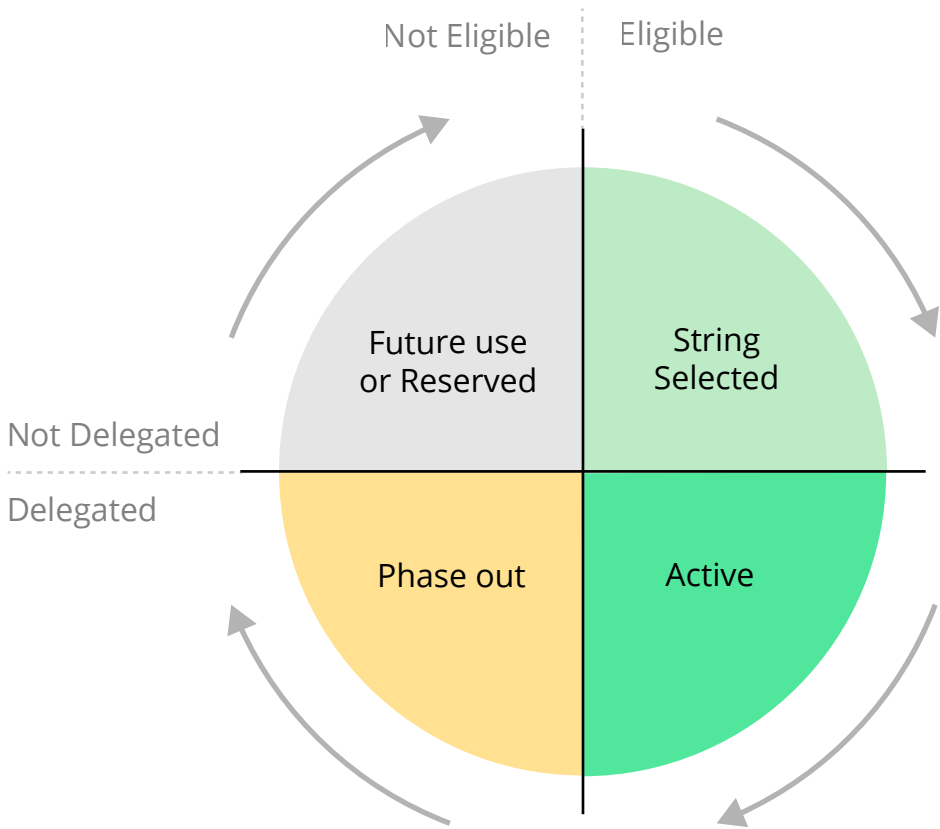 Not Eligible
Eligible
Future use
or Reserved
String
Selected
Not Delegated
Delegated
Phase out
Active